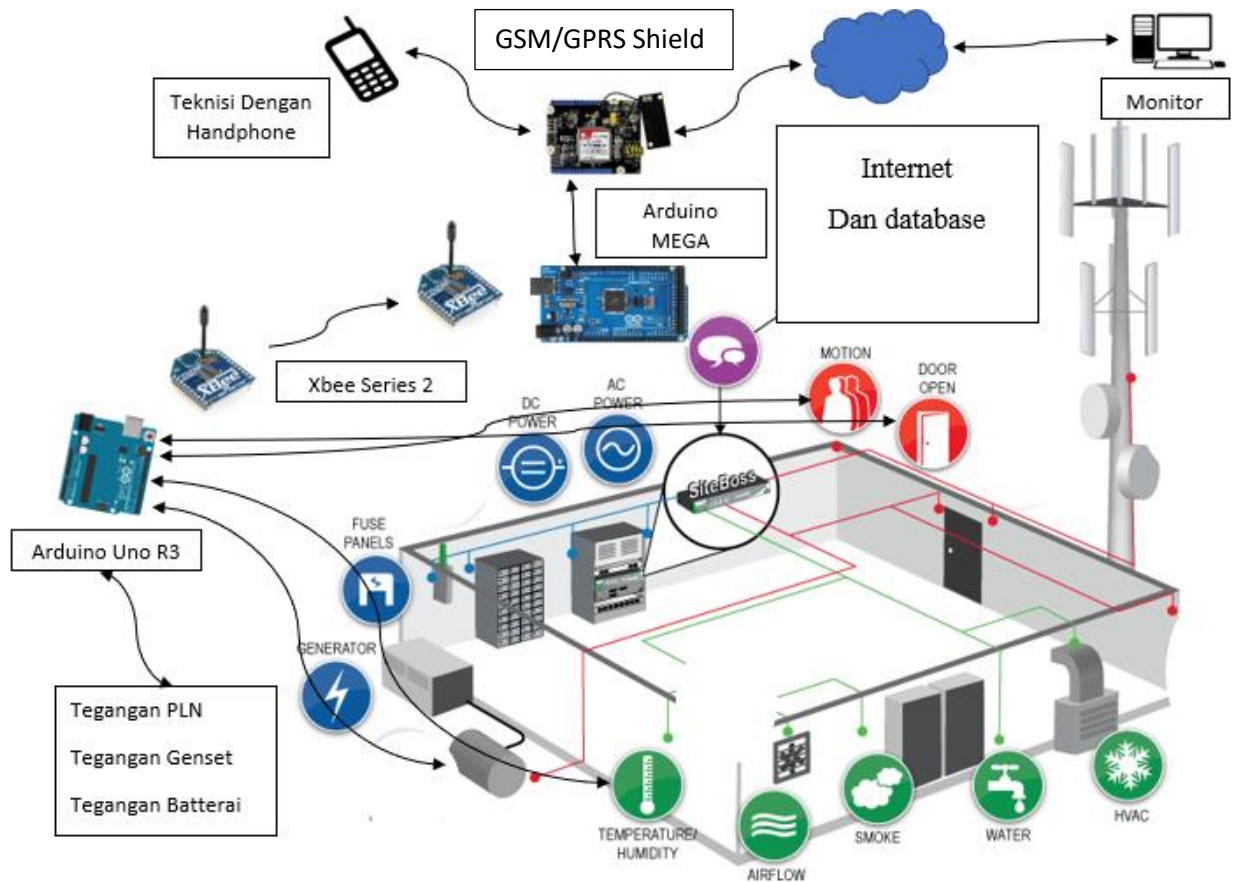 GSM/GPRS Shield
Teknisi Dengan
Handphone
Monitor
Internet
Dan database
Arduino
MEGA
XBee
XBee
Xbee Series 2
MOTION
DOOR
OPEN
AC
POWER
DC
POWER
SiteBoss
Arduino Uno R3
FUSE
PANELS
GENERATOR
Tegangan PLN
Tegangan Genset
Tegangan Batterai
TEMPERATURE/
HUMIDITY
AIRFLOW
SMOKE
WATER
HVAC